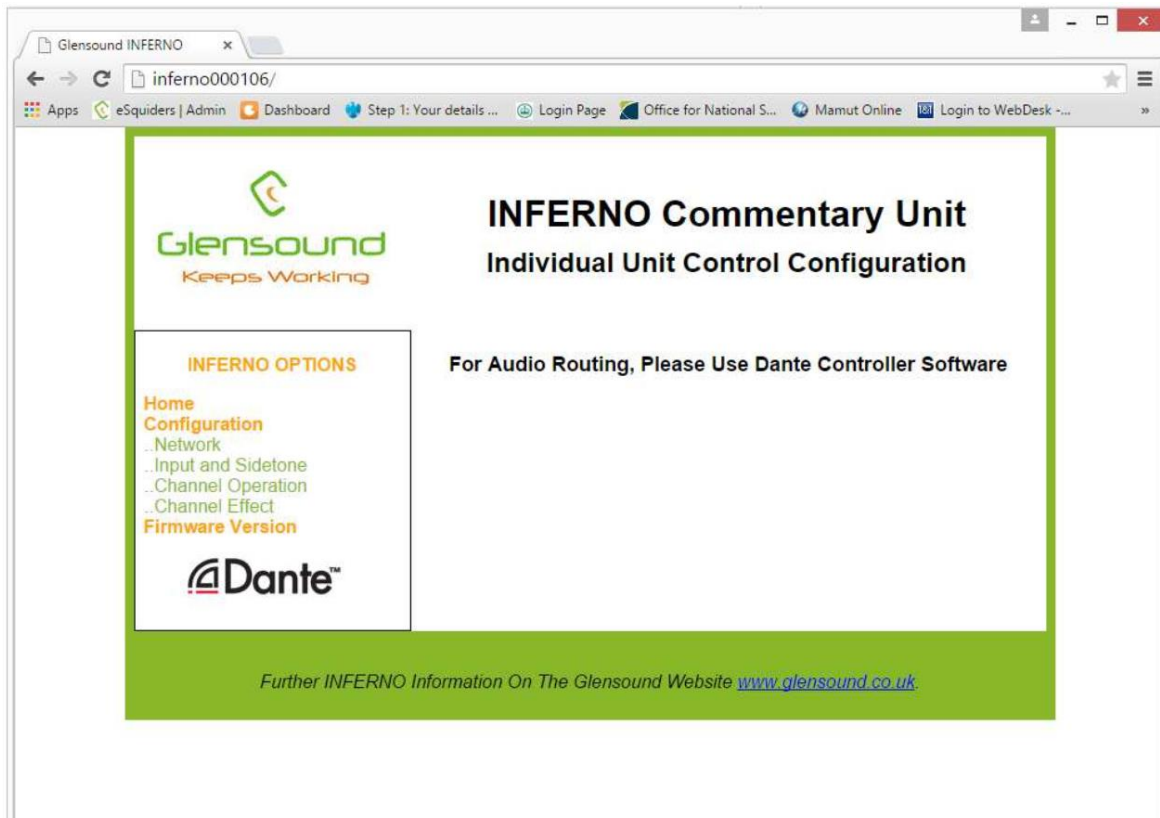 Glensound INFERNO
inferno000106/
Apps eSquiders | Admin Dashboard Step 1: Your details ... Login Page Office for National S... Mamut Online Login to WebDesk -... »
Glensound
Keeps Working
INFERNO Commentary Unit
Individual Unit Control Configuration
INFERNO OPTIONS
Home
Configuration
..Network
..Input and Sidetone
..Channel Operation
..Channel Effect
Firmware Version
Dante™
For Audio Routing, Please Use Dante Controller Software
Further INFERNO Information On The Glensound Website www.glensound.co.uk.